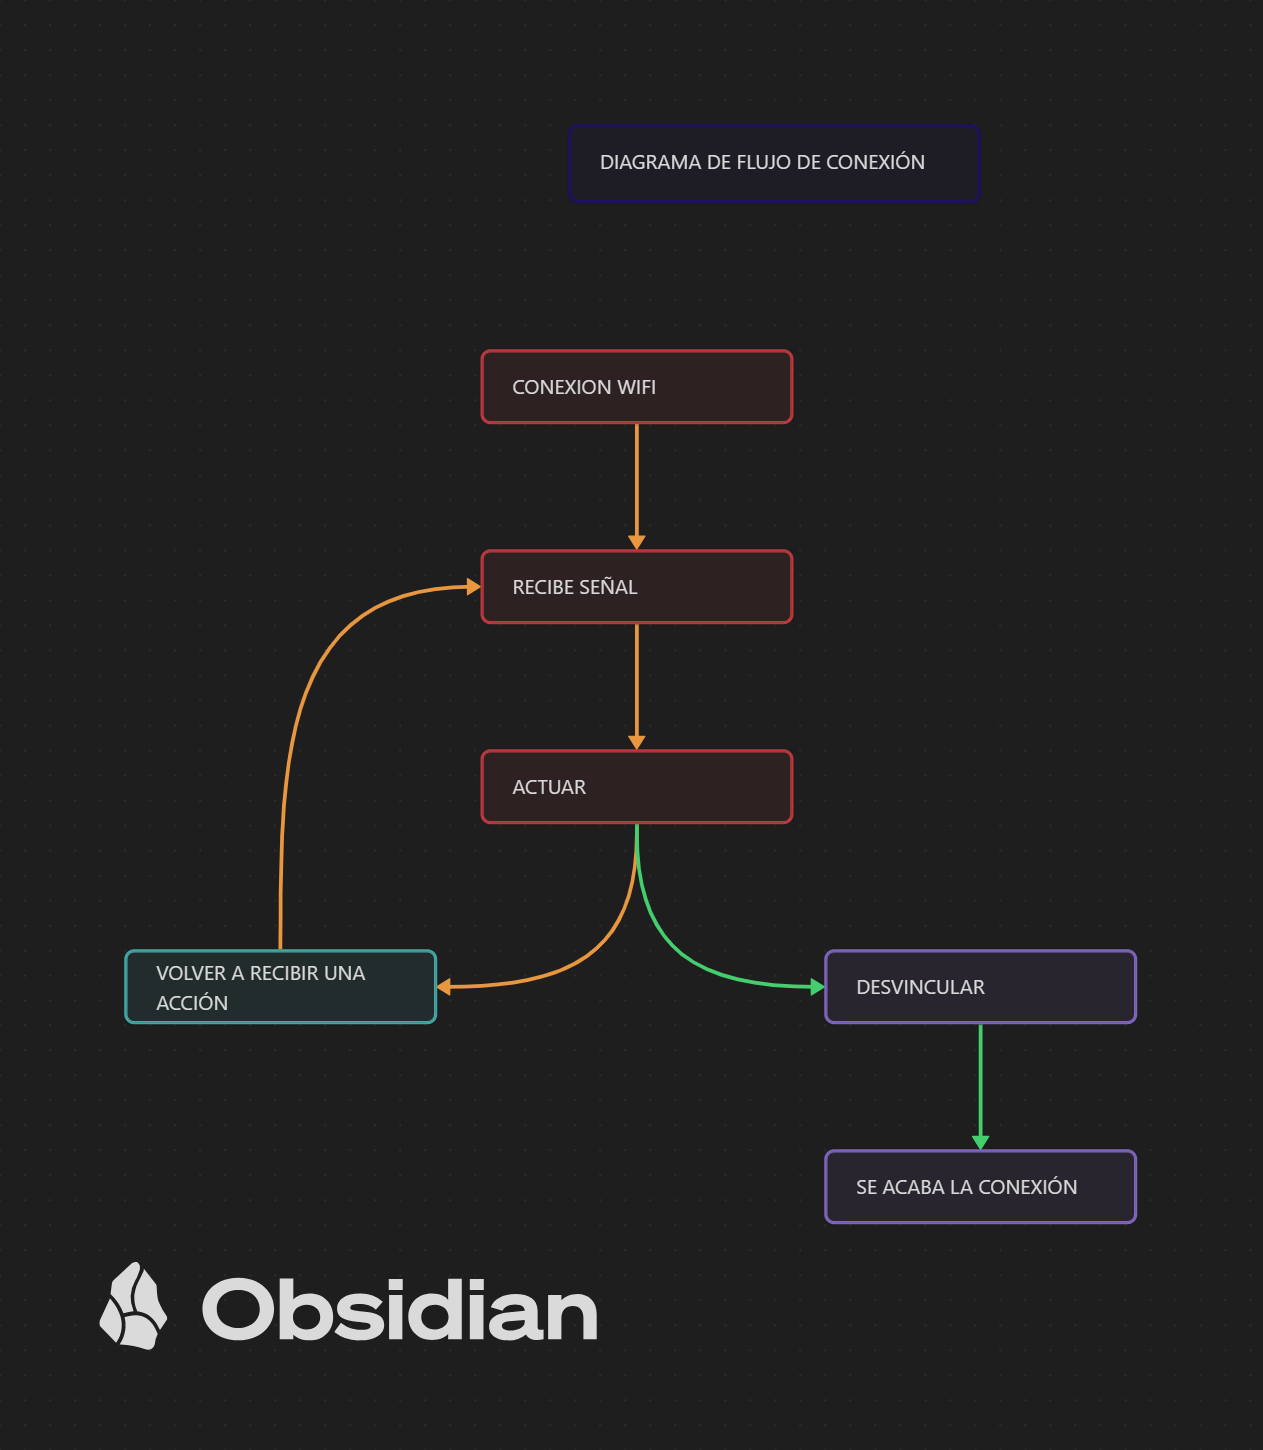 DIAGRAMA DE FLUJO DE CONEXIÓN
CONEXION WIFI
RECIBE SEÑAL
ACTUAR
VOLVER A RECIBIR UNA
ACCIÓN
DESVINCULAR
SE ACABA LA CONEXIÓN
Obsidian